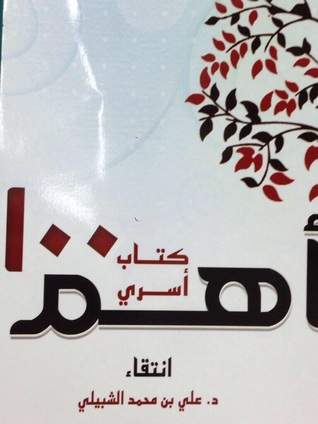 أهم ١٠٠
كتاب
أسري
انتقاء
د. علي بن محمد الشبيلي